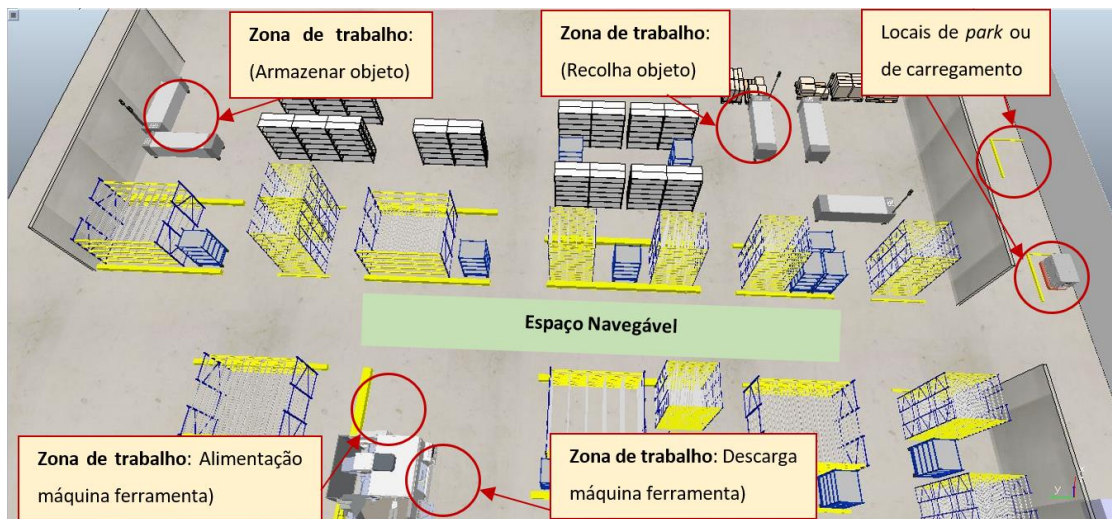 Zona de trabalho:
(Armazenar objeto)
Zona de trabalho:
(Recolha objeto)
Locais de park ou
de carregamento
Espaço Navegável
Zona de trabalho: Alimentação
máquina ferramenta)
Zona de trabalho: Descarga
máquina ferramenta)
y